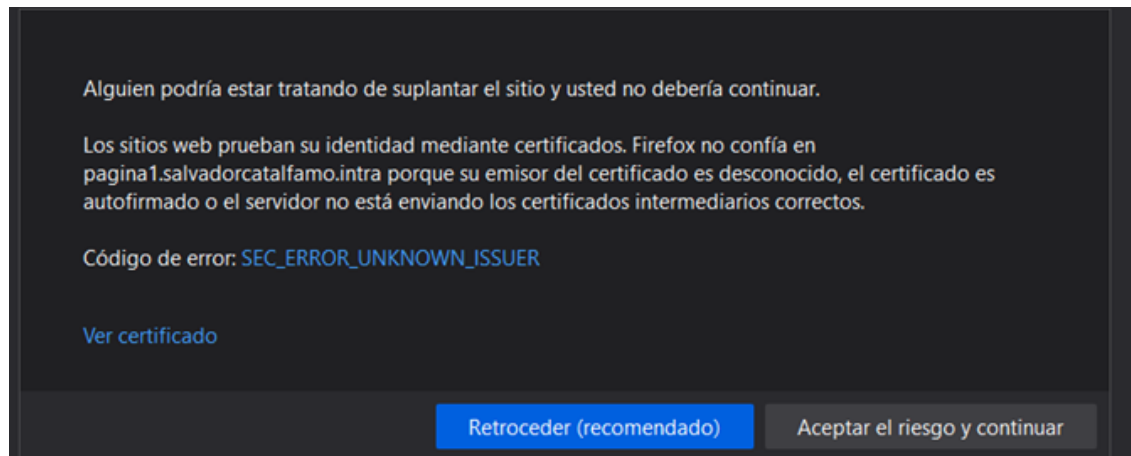 Alguien podría estar tratando de suplantar el sitio y usted no debería continuar.
Los sitios web prueban su identidad mediante certificados. Firefox no confía en
pagina1.salvadorcatalfamo.intra porque su emisor del certificado es desconocido, el certificado es
autofirmado o el servidor no está enviando los certificados intermediarios correctos.
Código de error: SEC_ERROR_UNKNOWN_ISSUER
Ver certificado
Retroceder (recomendado)
Aceptar el riesgo y continuar